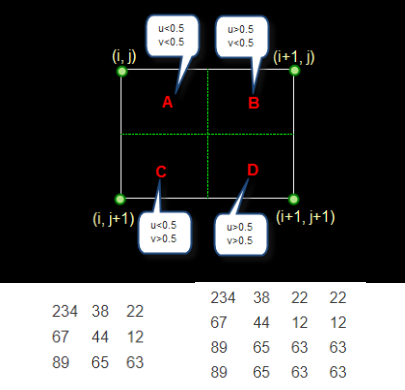 u<0.5
v<0.5
u>0.5
v<0.5
(i, j)
(i+1, j)
A
B
C
D
(i, j+1)
(i+1, j+1)
u<0.5
v>0.5
u>0.5
v>0.5
234 38 22
67 44 12
89 65 63
234 38 22 22
67 44 12 12
89 65 63 63
89 65 63 63